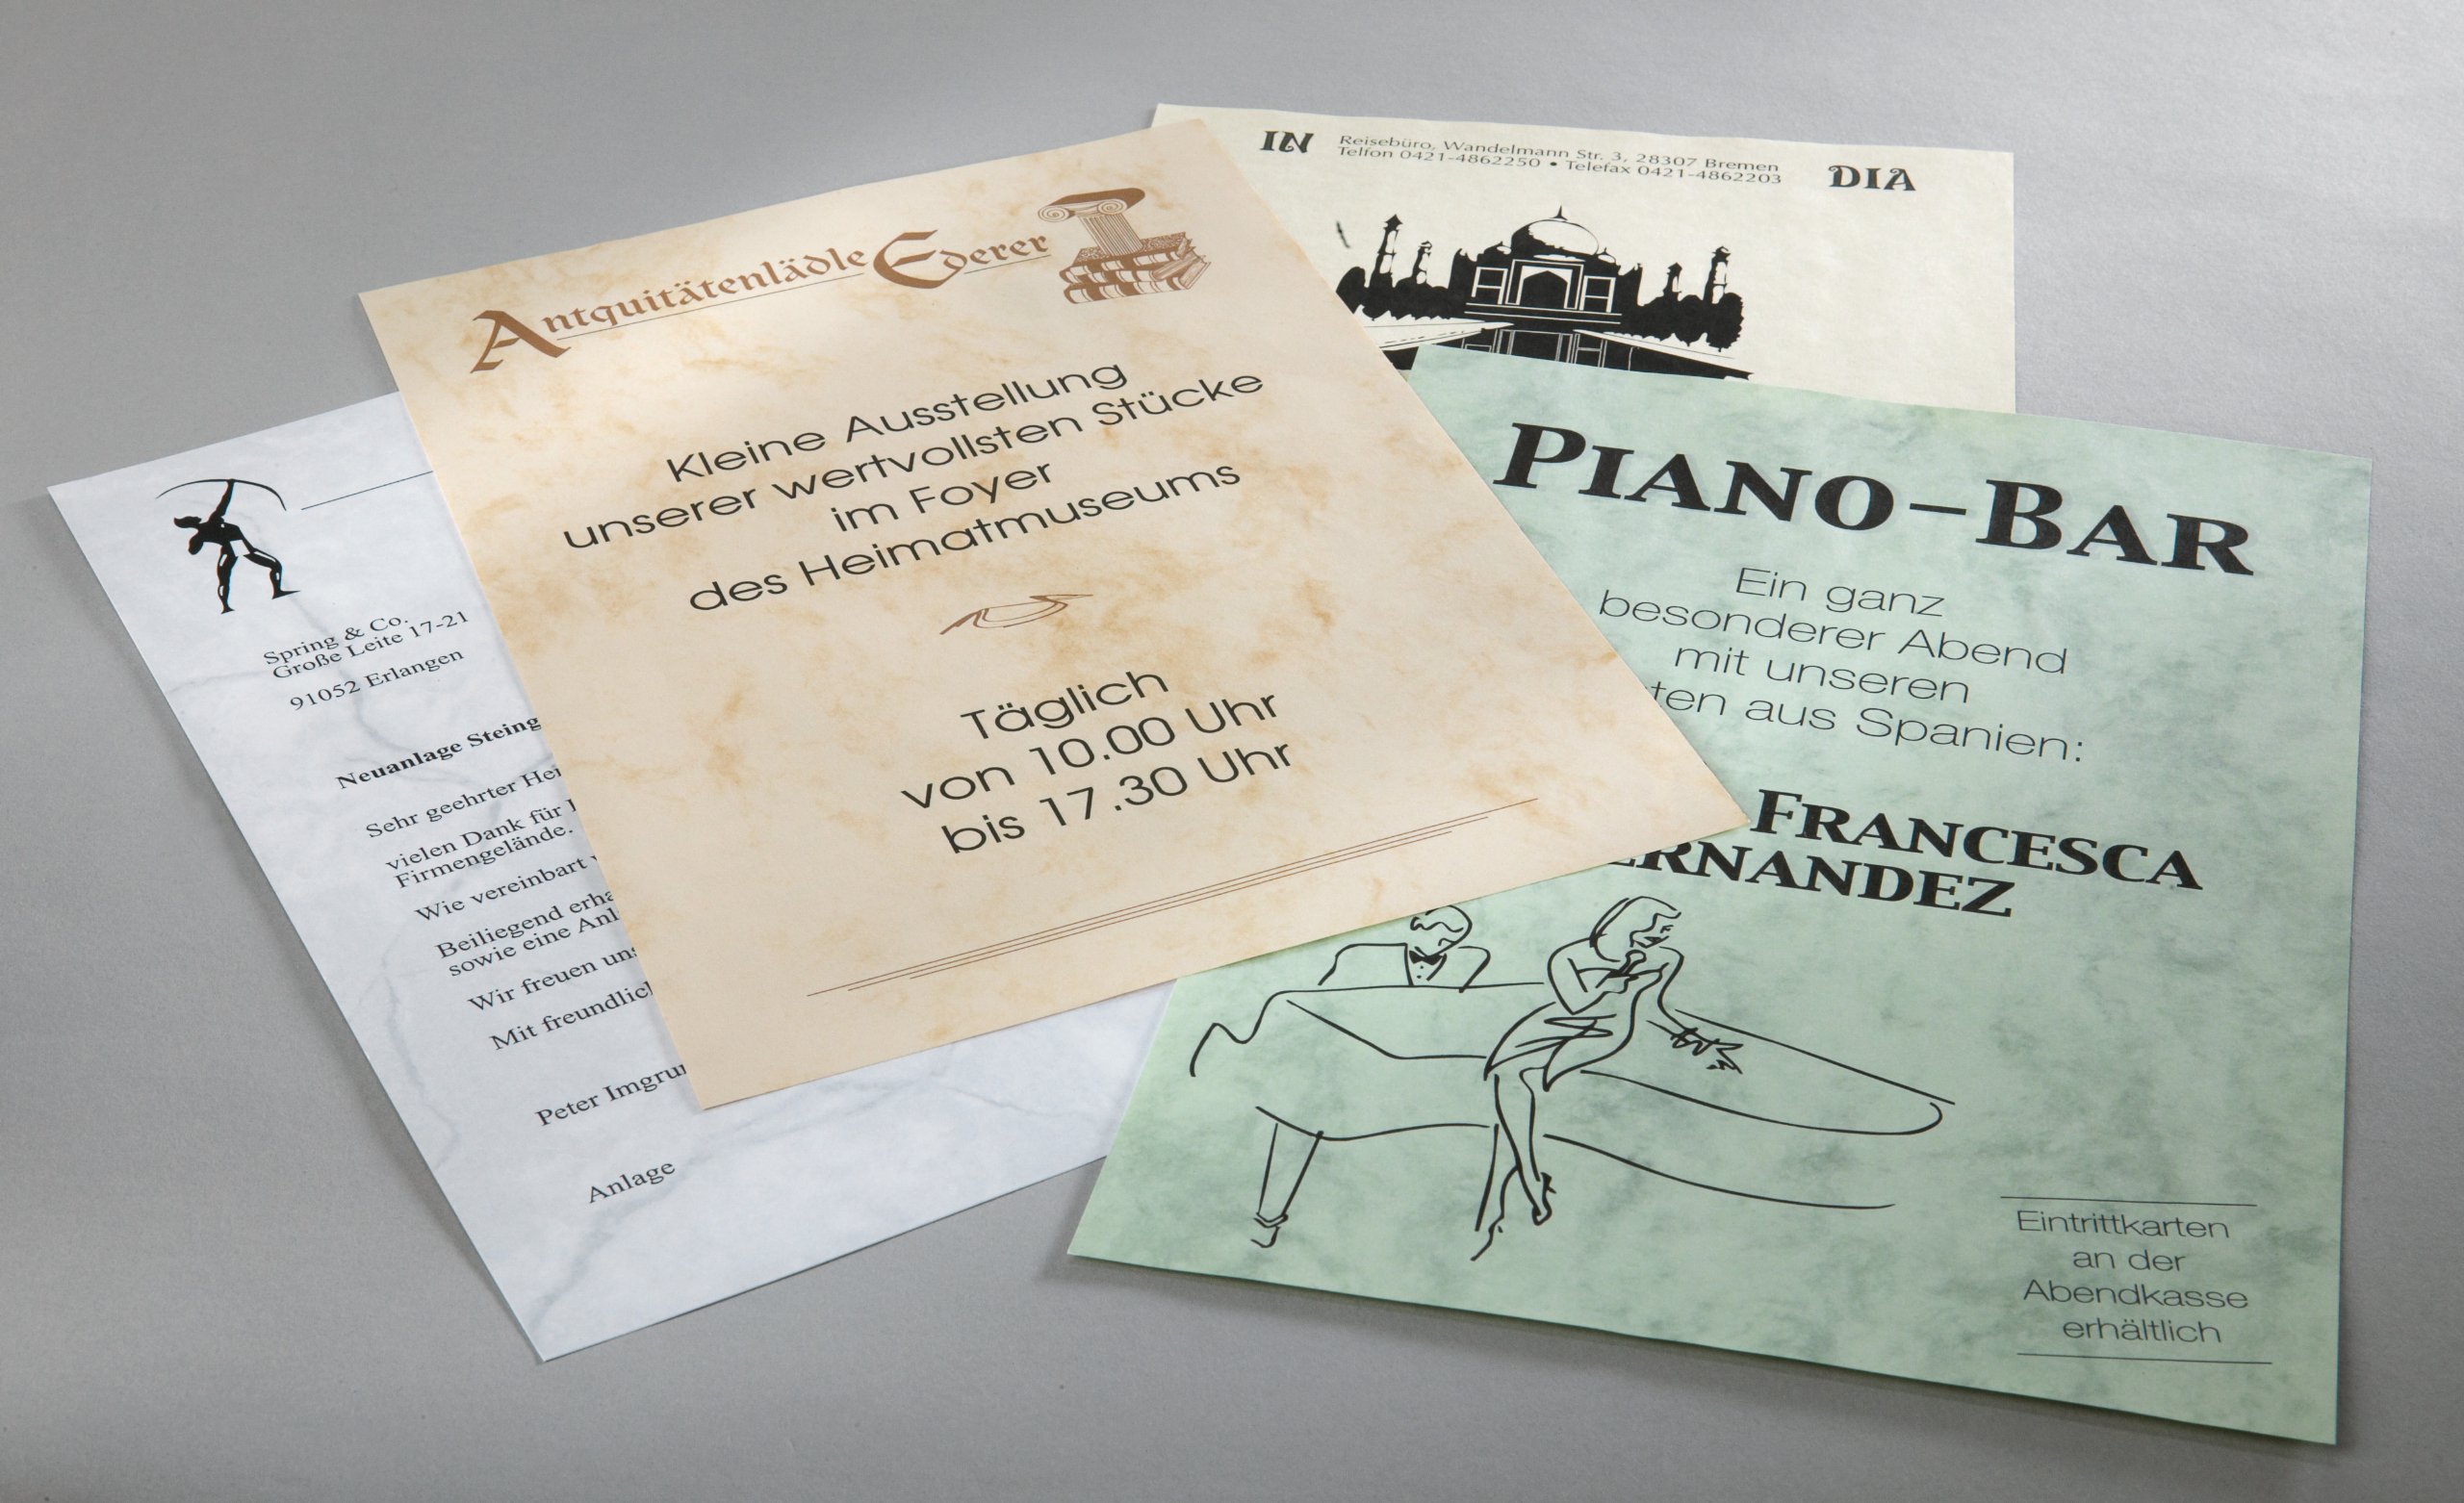 Antquitätenlädle Ederer
Kleine Ausstellung
unserer wertvollsten Stücke
im Foyer
des Heimatmuseums
Täglich
von 10.00 Uhr
bis 17.30 Uhr
IN
Reisebüro, Wandelmann Str. 3, 28307 Bremen
Telfon 0421-4862250 • Telefax 0421-4862203
DIA
PIANO-BAR
Ein ganz
besonderer Abend
mit unseren
aus Spanien:
FRANCESCA
Eintrittkarten
an der
Abendkasse
erhältlich
Spring & Co.
Große Leite 17-21
91052 Erlangen
Neuanlage
Sehr geehrter
vielen Dank für
Firmengelände.
Wie vereinbart
Beiliegend
sowie eine
Wir freuen
Mit
Peter
Anlage